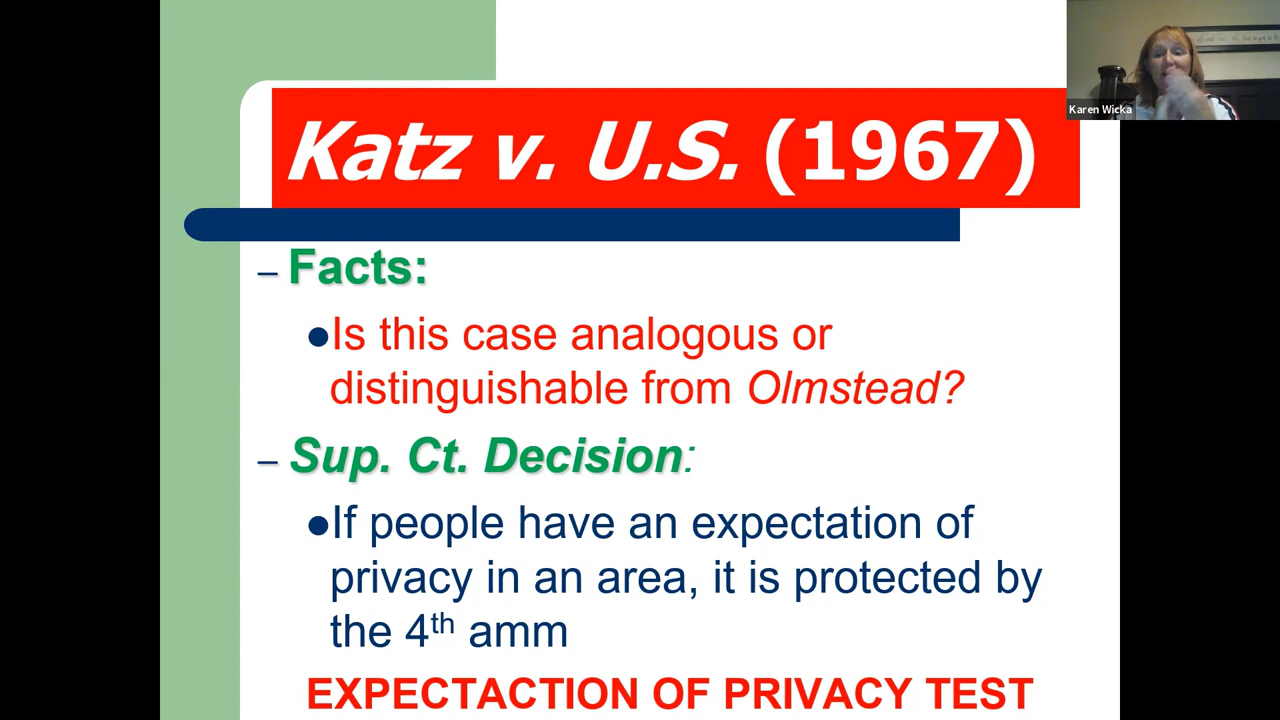 Katz v. U.S. (1967)
Karen Wicka
– Facts:
●Is this case analogous or
distinguishable from Olmstead?
– Sup. Ct. Decision:
●If people have an expectation of
privacy in an area, it is protected by
the 4th amm
EXPECTACTION OF PRIVACY TEST